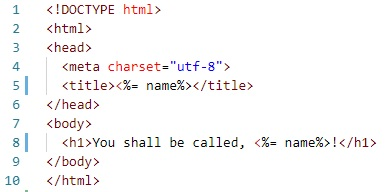 1 <!DOCTYPE html>
2 <html>
3 <head>
4   <meta charset="utf-8">
5   <title><%= name%></title>
6 </head>
7 <body>
8   <h1>You shall be called, <%= name%>!</h1>
9 </body>
10 </html>